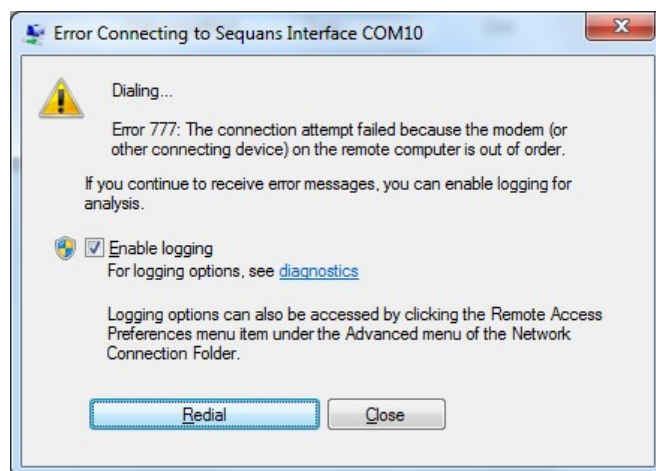 Error Connecting to Sequans Interface COM10
Dialing...
Error 777: The connection attempt failed because the modem (or
other connecting device) on the remote computer is out of order.
If you continue to receive error messages, you can enable logging for
analysis.
Enable logging
For logging options, see diagnostics
Logging options can also be accessed by clicking the Remote Access
Preferences menu item under the Advanced menu of the Network
Connection Folder.
Redial
Close